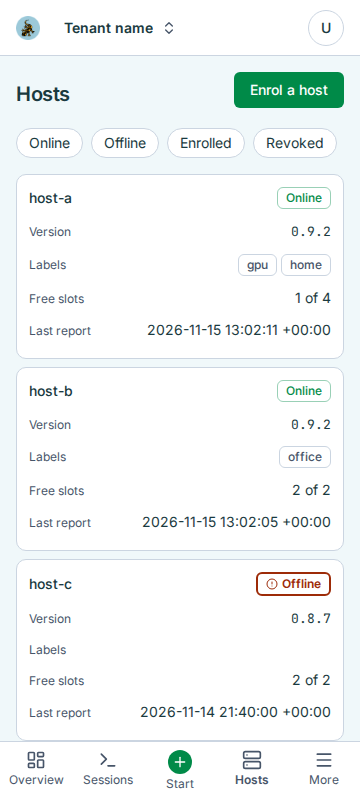 Tenant name
U
Hosts
Enrol a host
Online
Offline
Enrolled
Revoked
host-a
Online
Version
0.9.2
Labels
gpu
home
Free slots
1 of 4
Last report
2026-11-15 13:02:11 +00:00
host-b
Online
Version
0.9.2
Labels
office
Free slots
2 of 2
Last report
2026-11-15 13:02:05 +00:00
host-c
Offline
Version
0.8.7
Labels
Free slots
2 of 2
Last report
2026-11-14 21:40:00 +00:00
Overview
Sessions
Start
Hosts
More